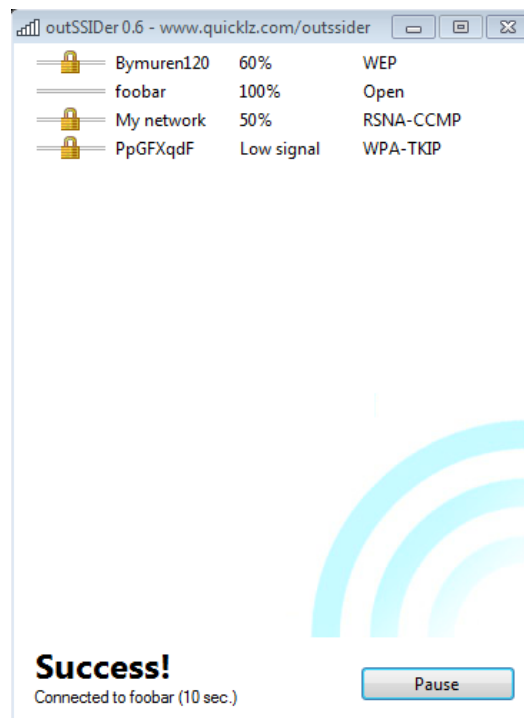 outSSIDer 0.6 - www.quicklz.com/outssider
Bymuren120 60% WEP
foobar 100% Open
My network 50% RSNA-CCMP
PpGFXqdF Low signal WPA-TKIP
Success!
Connected to foobar (10 sec.)
Pause